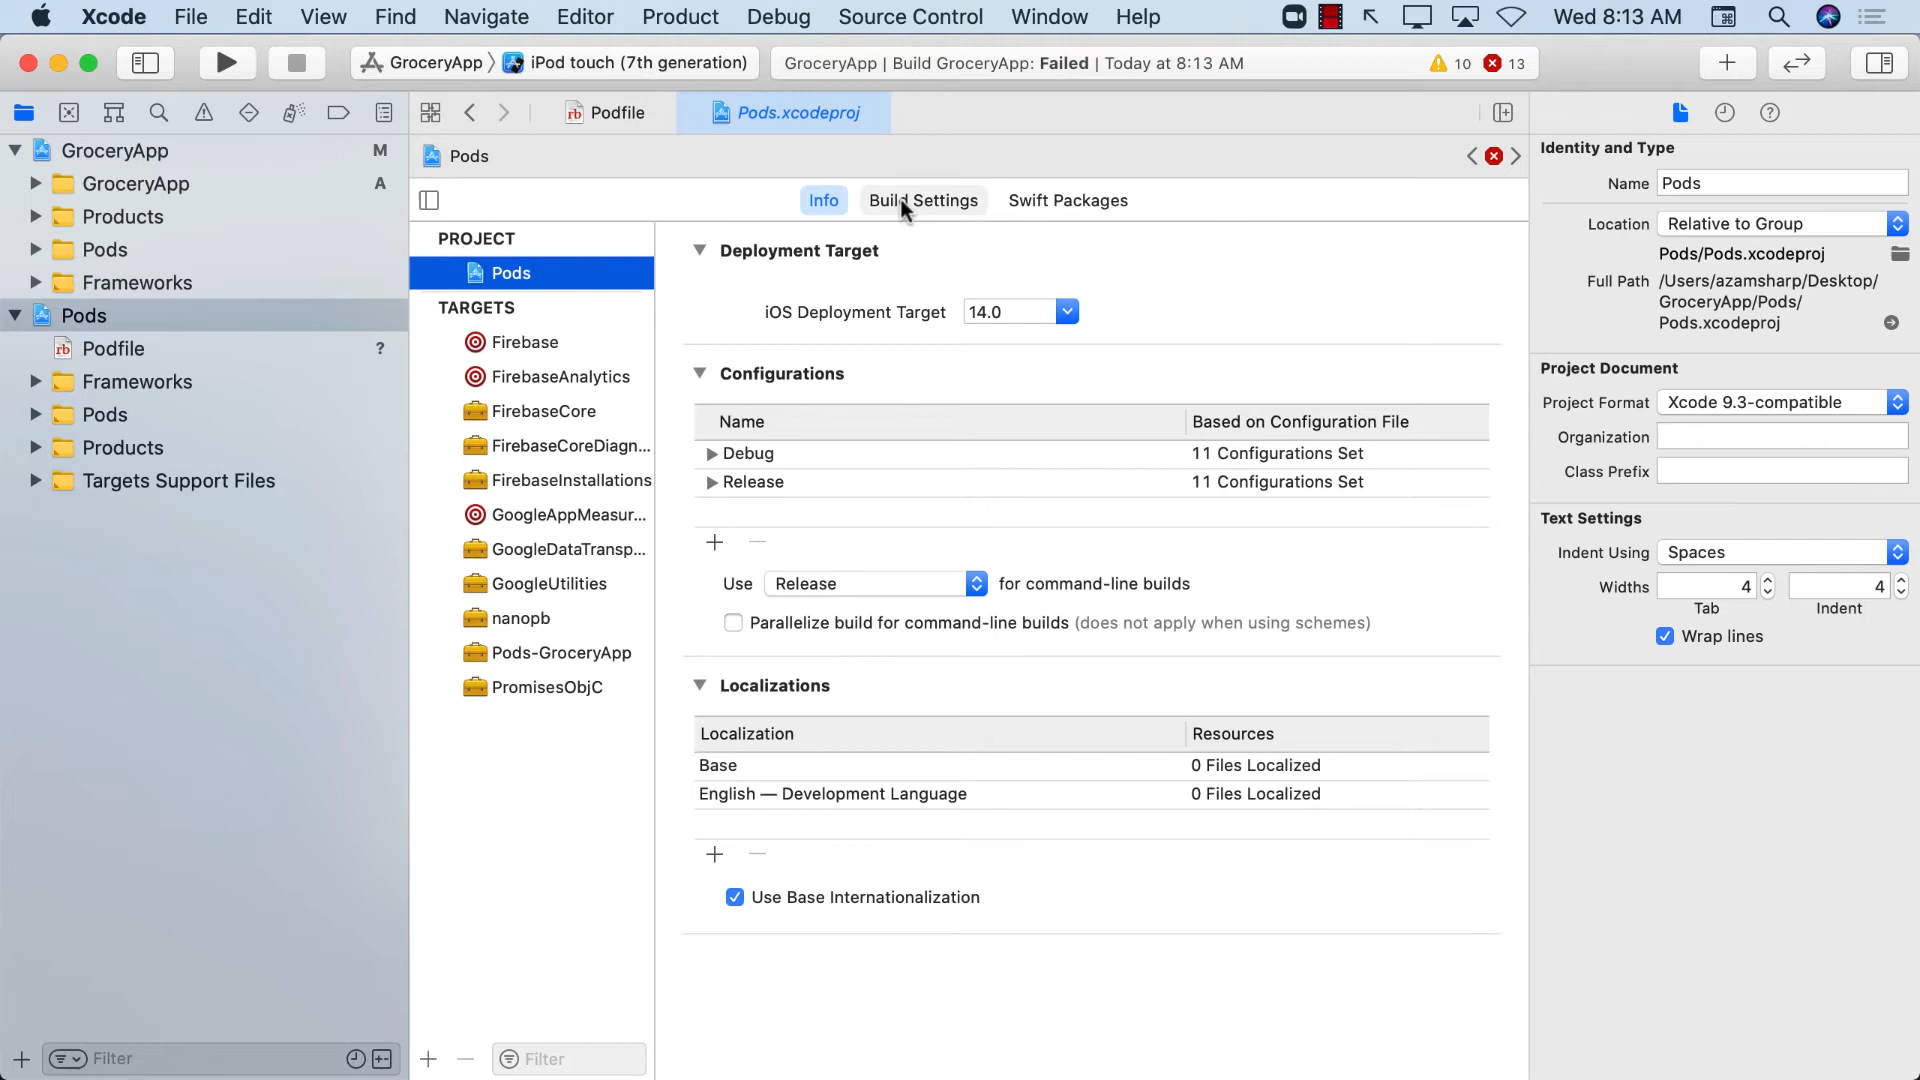 Xcode File Edit View Find Navigate Editor Product Debug Source Control Window Help Wed 8:13 AM
GroceryApp iPod touch (7th generation) GroceryApp | Build GroceryApp: Failed | Today at 8:13 AM 10 13
rb Podfile Pods.xcodeproj
Pods
Info Build Settings Swift Packages
GroceryApp M
GroceryApp A
Products
Pods
Frameworks
Pods
rb Podfile ?
Frameworks
Pods
Products
Targets Support Files
Filter
PROJECT
Pods
TARGETS
Firebase
FirebaseAnalytics
FirebaseCore
FirebaseCoreDiagn...
FirebaseInstallations
GoogleAppMeasur...
GoogleDataTransp...
GoogleUtilities
nanopb
Pods-GroceryApp
PromisesObjC
Filter
Deployment Target
iOS Deployment Target 14.0
Configurations
Name Based on Configuration File
Debug 11 Configurations Set
Release 11 Configurations Set
Use Release for command-line builds
Parallelize build for command-line builds (does not apply when using schemes)
Localizations
Localization Resources
Base 0 Files Localized
English — Development Language 0 Files Localized
Use Base Internationalization
Identity and Type
Name Pods
Location Relative to Group
Pods/Pods.xcodeproj
Full Path /Users/azamsharp/Desktop/
GroceryApp/Pods/
Pods.xcodeproj
Project Document
Project Format Xcode 9.3-compatible
Organization
Class Prefix
Text Settings
Indent Using Spaces
Widths 4 4
Tab Indent
Wrap lines